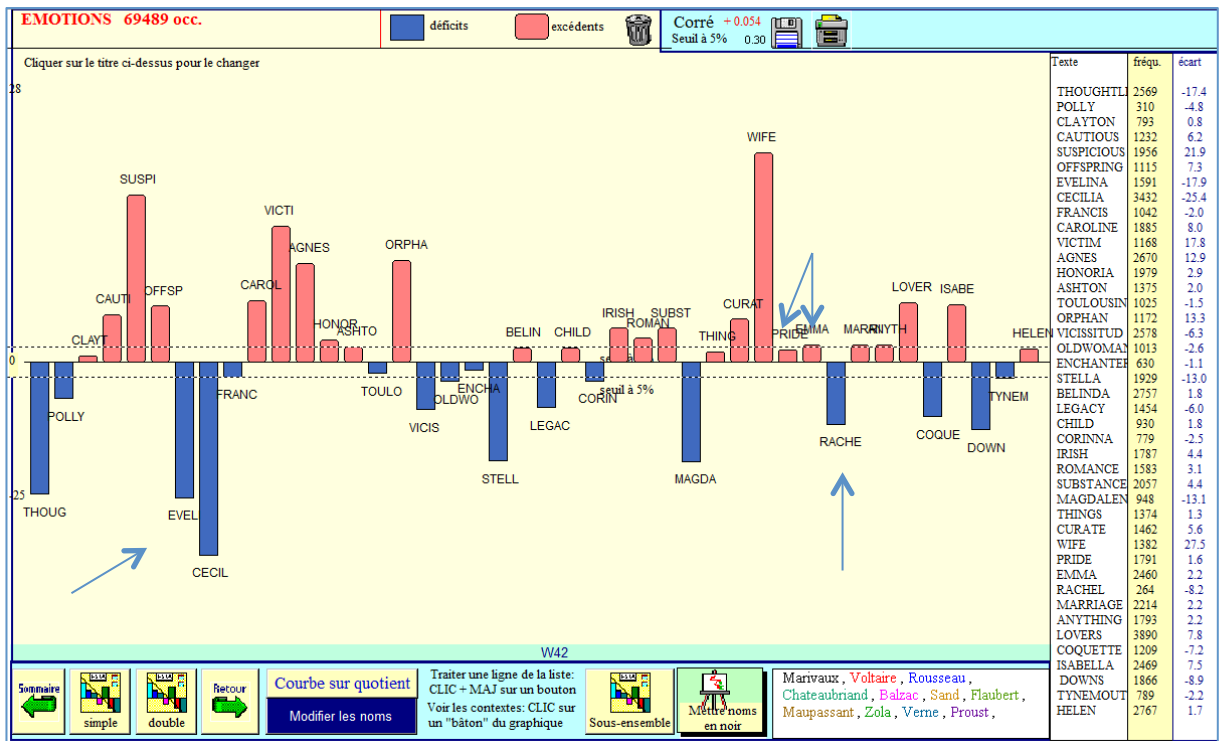 EMOTIONS 69489 occ.
déficits
excédents
Corré + 0.054
Seuil à 5% 0.30
Cliquer sur le titre ci-dessus pour le changer
28
0
-25
WIFE
SUSPI
VICTI
AGNES
ORPHA
CAUTI
OFFSP
CAROL
LOVER
ISABE
CURAT
IRISH
ROMAN
SUBST
CLAYT
HONOR
ASHTO
BELIN
CHILD
THING
PRIDE
EMMA
MARRI
ANYTH
HELEN
seuil à 5%
seuil à 5%
POLLY
FRANC
TOULO
OLDWO
ENCHA
CORIN
TYNEM
VICIS
LEGAC
RACHE
COQUE
DOWN
STELL
MAGDA
THOUG
EVELI
CECIL
W42
Texte fréqu. écart
THOUGHTLI 2569 -17.4
POLLY 310 -4.8
CLAYTON 793 0.8
CAUTIOUS 1232 6.2
SUSPICIOUS 1956 21.9
OFFSPRING 1115 7.3
EVELINA 1591 -17.9
CECILIA 3432 -25.4
FRANCIS 1042 -2.0
CAROLINE 1885 8.0
VICTIM 1168 17.8
AGNES 2670 12.9
HONORIA 1979 2.9
ASHTON 1375 2.0
TOULOUSIN 1025 -1.5
ORPHAN 1172 13.3
VICISSITUD 2578 -6.3
OLDWOMAN 1013 -2.6
ENCHANTER 630 -1.1
STELLA 1929 -13.0
BELINDA 2757 1.8
LEGACY 1454 -6.0
CHILD 930 1.8
CORINNA 779 -2.5
IRISH 1787 4.4
ROMANCE 1583 3.1
SUBSTANCE 2057 4.4
MAGDALEN 948 -13.1
THINGS 1374 1.3
CURATE 1462 5.6
WIFE 1382 27.5
PRIDE 1791 1.6
EMMA 2460 2.2
RACHEL 264 -8.2
MARRIAGE 2214 2.2
ANYTHING 1793 2.2
LOVERS 3890 7.8
COQUETTE 1209 -7.2
ISABELLA 2469 7.5
DOWNS 1866 -8.9
TYNEMOUT 789 -2.2
HELEN 2767 1.7
Sommaire
simple
double
Retour
Courbe sur quotient
Modifier les noms
Traiter une ligne de la liste:
CLIC + MAJ sur un bouton
Voir les contextes: CLIC sur
un "bâton" du graphique
Sous-ensemble
Mettre noms
en noir
Marivaux , Voltaire , Rousseau ,
Chateaubriand , Balzac , Sand , Flaubert ,
Maupassant , Zola , Verne , Proust ,